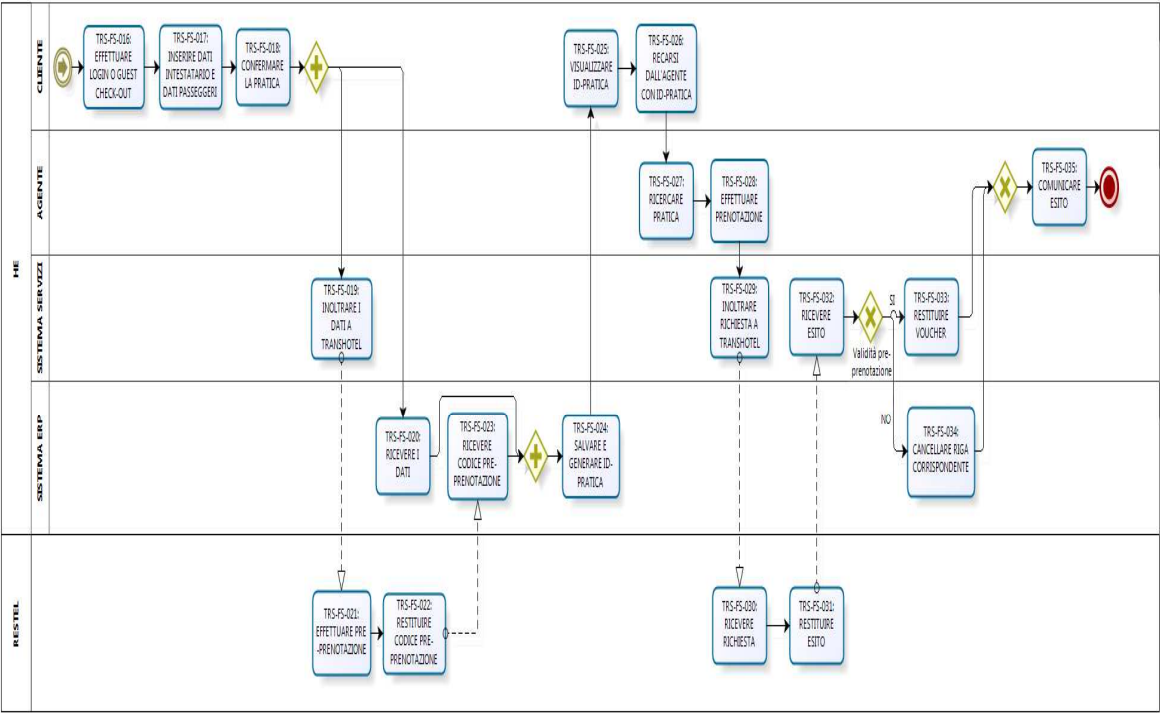 HE
CLIENTE
TRS-FS-016:
EFFETTUARE
LOGIN O GUEST
CHECK-OUT
TRS-FS-017:
INSERIRE DATI
INTESTATARIO E
DATI PASSEGGERI
TRS-FS-018:
CONFERMARE
LA PRATICA
TRS-FS-025:
VISUALIZZARE
ID-PRATICA
TRS-FS-026:
RECARSI
DALL'AGENTE
CON ID-PRATICA
AGENTE
TRS-FS-027:
RICERCARE
PRATICA
TRS-FS-028:
EFFETTUARE
PRENOTAZIONE
TRS-FS-035:
COMUNICARE
ESITO
SISTEMA SERVIZI
TRS-FS-019:
INOLTRARE I
DATI A
TRANSHOTEL
TRS-FS-029:
INOLTRARE
RICHIESTA A
TRANSHOTEL
TRS-FS-032:
RICEVERE
ESITO
Validità pre-
prenotazione
SI
TRS-FS-033:
RESTITUIRE
VOUCHER
NO
SISTEMA ERP
TRS-FS-020:
RICEVERE I
DATI
TRS-FS-023:
RICEVERE
CODICE PRE-
PRENOTAZIONE
TRS-FS-024:
SALVARE E
GENERARE ID-
PRATICA
TRS-FS-034:
CANCELLARE RIGA
CORRISPONDENTE
RESTEL
TRS-FS-021:
EFFETTUARE PRE
-PRENOTAZIONE
TRS-FS-022:
RESTITUIRE
CODICE PRE-
PRENOTAZIONE
TRS-FS-030:
RICEVERE
RICHIESTA
TRS-FS-031:
RESTITUIRE
ESITO